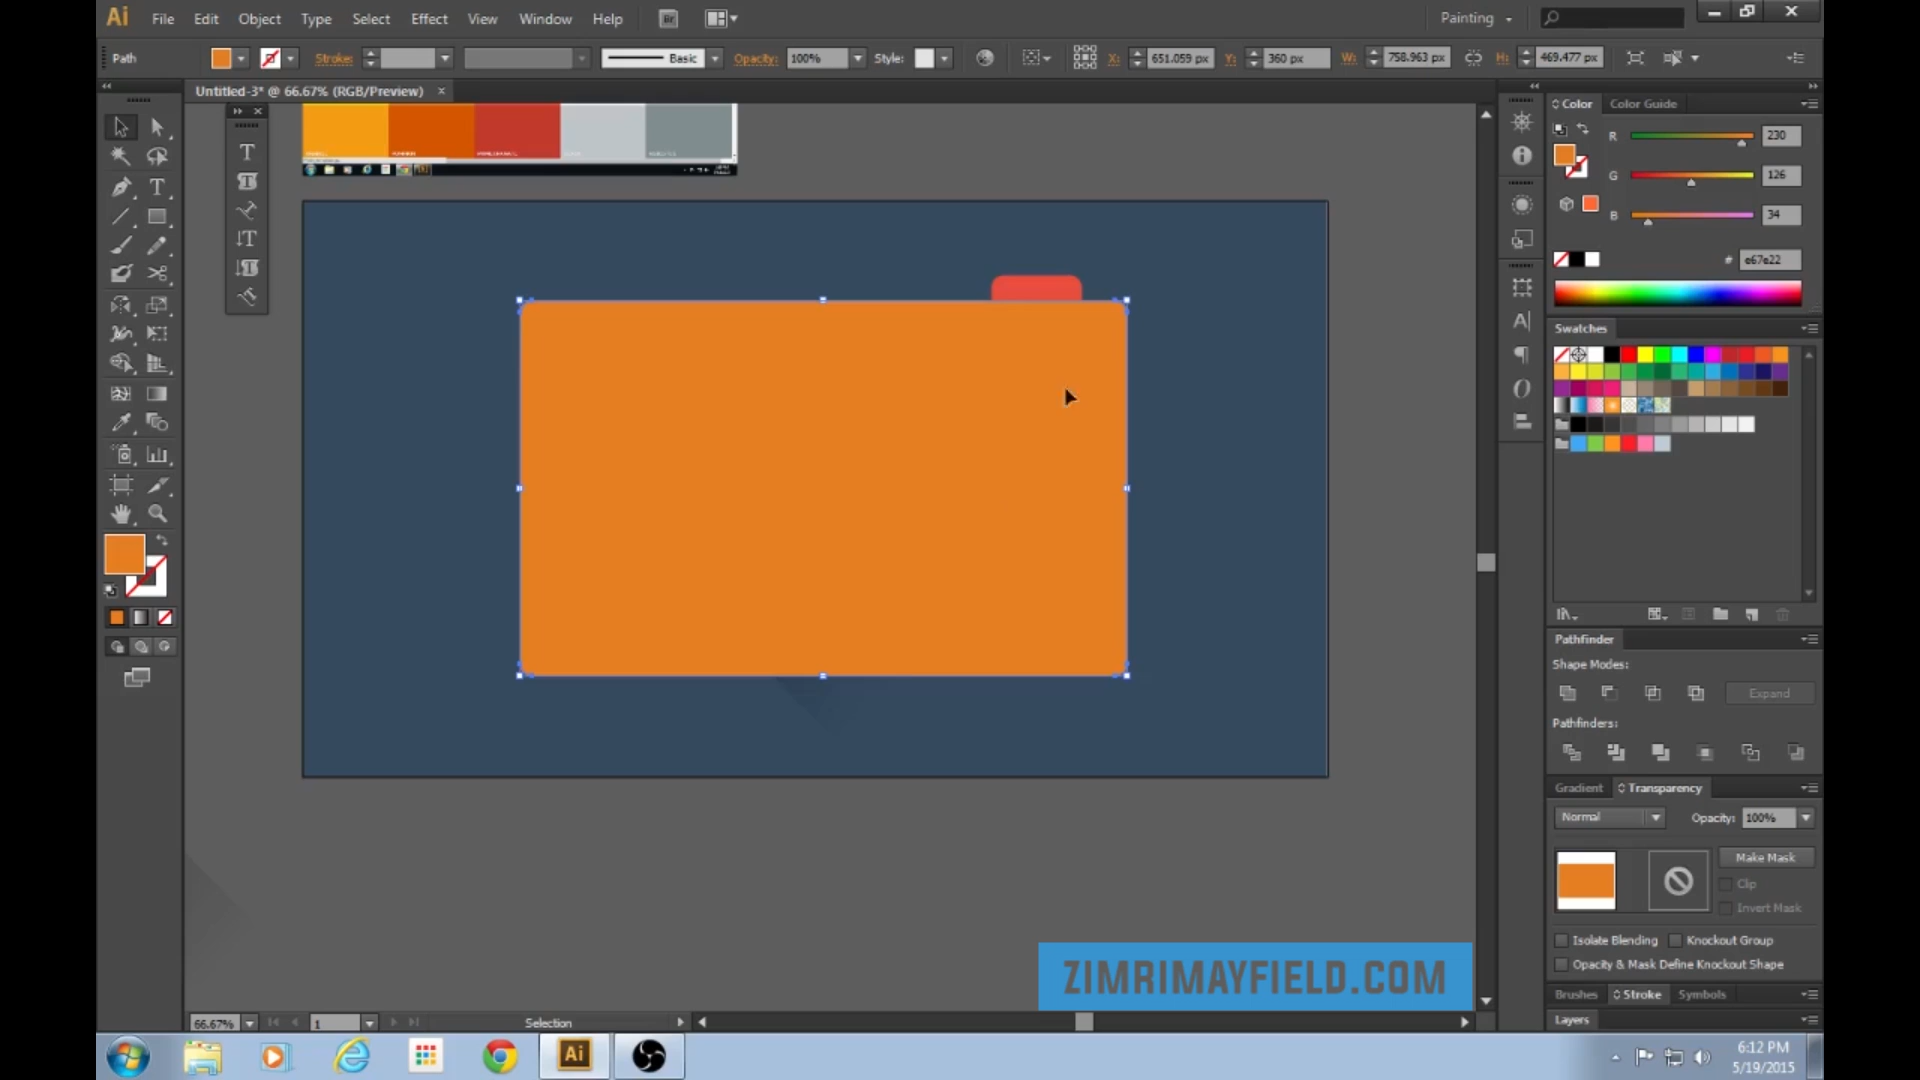 Ai File Edit Object Type Select Effect View Window Help Br Painting
Path Stroke: Basic Opacity: 100% Style: X: 651.059 px Y: 360 px W: 758.963 px H: 469.477 px
Untitled-3* @ 66.67% (RGB/Preview) ×
Color Color Guide
R 230
G 126
B 34
# e67e22
Swatches
Pathfinder
Shape Modes:
Expand
Pathfinders:
Gradient Transparency
Normal Opacity: 100%
Make Mask
Clip
Invert Mask
Isolate Blending Knockout Group
Opacity & Mask Define Knockout Shape
Brushes Stroke Symbols
Layers
ZIMRIMAYFIELD.COM
66.67% 1 Selection
Ai
6:12 PM
5/19/2015